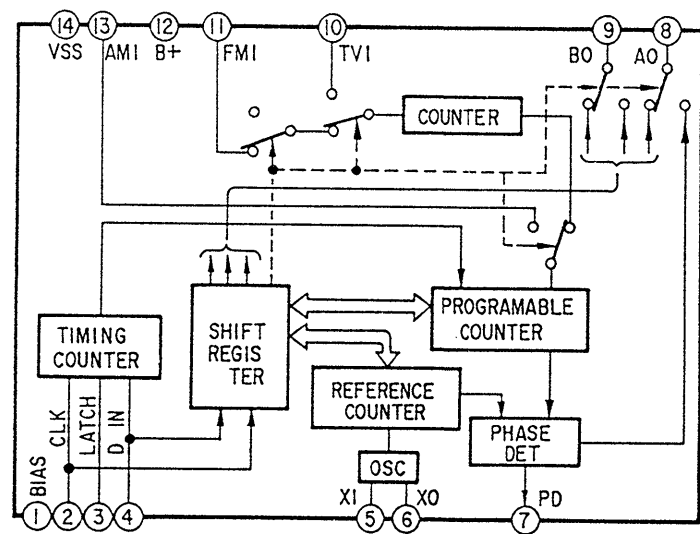 14 13 12 11 10 9 8
VSS AMI B+ FMI TVI BO AO
COUNTER
TIMING
COUNTER
SHIFT
REGIS
TER
PROGRAMABLE
COUNTER
REFERENCE
COUNTER
PHASE
DET
OSC
BIAS
CLK
LATCH
D IN
XI XO PD
1 2 3 4 5 6 7